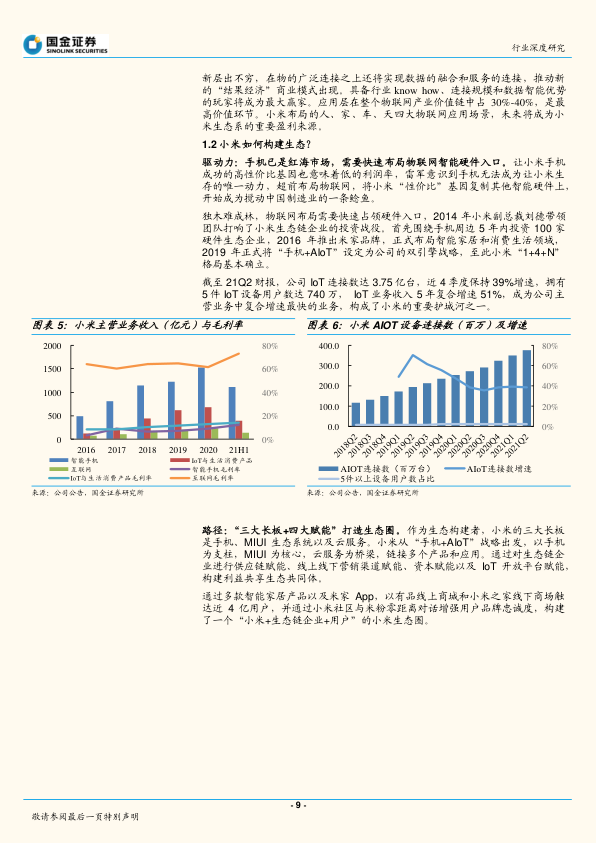 国金证券
SINOLINK SECURITIES
行业深度研究
新层出不穷，在物的广泛连接之上还将实现数据的融合和服务的连接，推动新
的“结果经济”商业模式出现。具备行业 know how、连接规模和数据智能优势
的玩家将成为最大赢家。应用层在整个物联网产业价值链中占 30%-40%，是最
高价值环节。小米布局的人、家、车、天四大物联网应用场景，未来将成为小
米生态系的重要盈利来源。
1.2 小米如何构建生态？
驱动力：手机已是红海市场，需要快速布局物联网智能硬件入口。让小米手机
成功的高性价比基因也意味着低的利润率，雷军意识到手机无法成为让小米生
存的唯一动力，超前布局物联网，将小米“性价比”基因复制其他智能硬件上，
开始成为搅动中国制造业的一条鲶鱼。
独木难成林，物联网布局需要快速占领硬件入口，2014 年小米副总裁刘德带领
团队打响了小米生态链企业的投资战役。首先围绕手机周边 5 年内投资 100 家
硬件生态企业，2016 年推出米家品牌，正式布局智能家居和消费生活领域，
2019 年正式将“手机+AIoT”设定为公司的双引擎战略，至此小米“1+4+N”
格局基本确立。
截至 21Q2 财报，公司 IoT 连接数达 3.75 亿台，近 4 季度保持 39%增速，拥有
5 件 IoT 设备用户数达 740 万， IoT 业务收入 5 年复合增速 51%，成为公司主
营业务中复合增速最快的业务，构成了小米的重要护城河之一。
图表 5：小米主营业务收入（亿元）与毛利率
2000
1500
1000
500
0
80%
60%
40%
20%
0%
2016 2017 2018 2019 2020 21H1
智能手机 IoT与生活消费产品
互联网 智能手机毛利率
IoT与生活消费产品毛利率 互联网毛利率
来源：公司公告，国金证券研究所
图表 6：小米 AIOT 设备连接数（百万）及增速
400.0
300.0
200.0
100.0
0.0
80%
60%
40%
20%
0%
2018Q2 2018Q3 2018Q4 2019Q1 2019Q2 2019Q3 2019Q4 2020Q1 2020Q2 2020Q3 2020Q4 2021Q1 2021Q2
AIOT连接数（百万台） AIoT连接数增速
5件以上设备用户数占比
来源：公司公告，国金证券研究所
路径：“三大长板+四大赋能”打造生态圈。作为生态构建者，小米的三大长板
是手机、MIUI 生态系统以及云服务。小米从“手机+AIoT”战略出发，以手机
为支柱，MIUI 为核心，云服务为桥梁，链接多个产品和应用。通过对生态链企
业进行供应链赋能、线上线下营销渠道赋能、资本赋能以及 IoT 开放平台赋能，
构建利益共享生态共同体。
通过多款智能家居产品以及米家 App，以有品线上商城和小米之家线下商场触
达近 4 亿用户，并通过小米社区与米粉零距离对话增强用户品牌忠诚度，构建
了一个“小米+生态链企业+用户”的小米生态圈。
- 9 -
敬请参阅最后一页特别声明